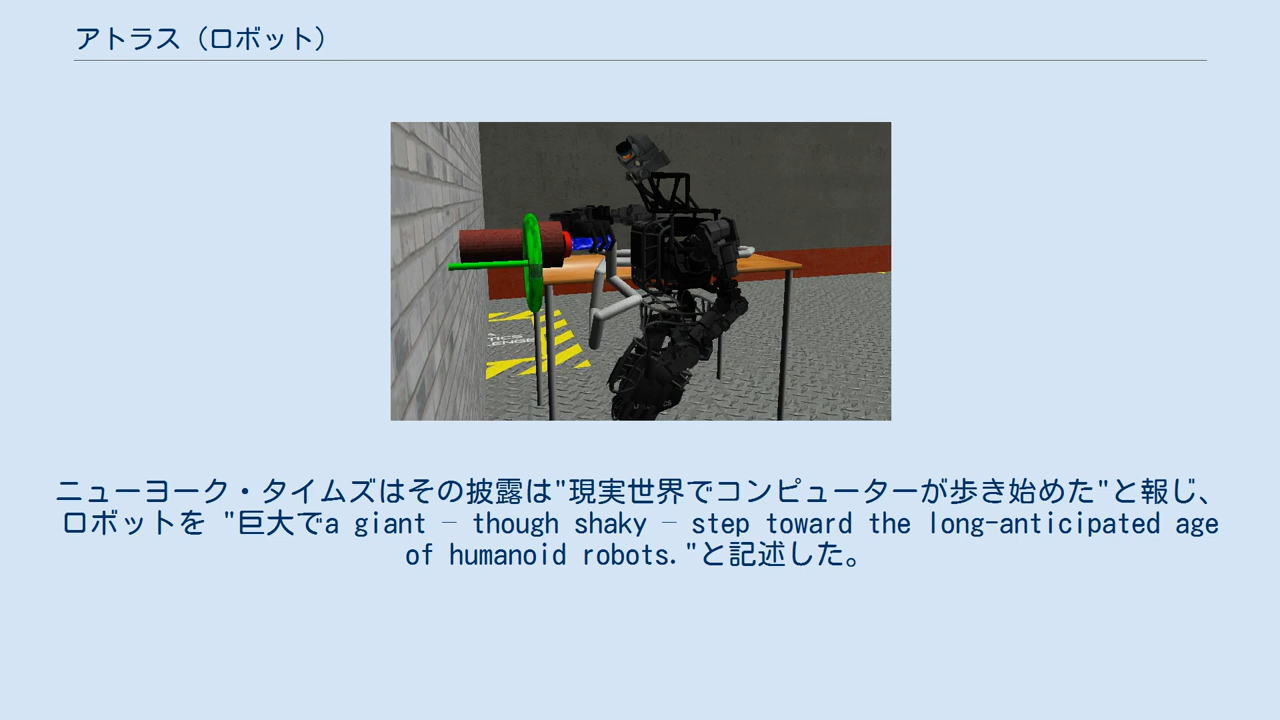 アトラス（ロボット）
TICS
LENGE
ニューヨーク・タイムズはその披露は"現実世界でコンピューターが歩き始めた"と報じ、
ロボットを "巨大でa giant – though shaky – step toward the long-anticipated age
of humanoid robots."と記述した。